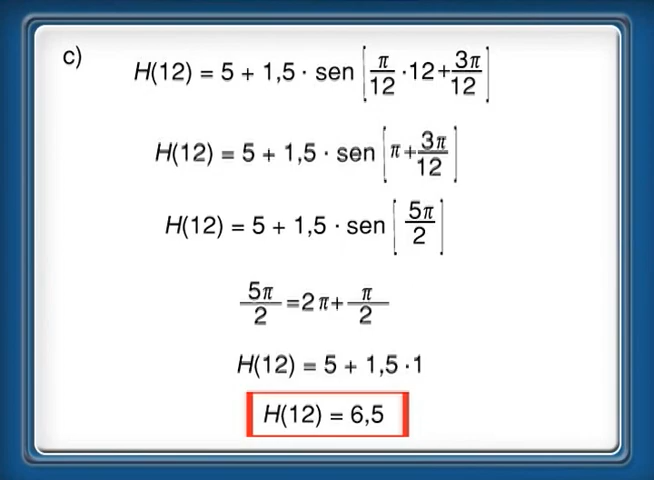 c) H(12) = 5 + 1,5 · sen [π/12 · 12 + 3π/12]
H(12) = 5 + 1,5 · sen [π + 3π/12]
H(12) = 5 + 1,5 · sen [5π/2]
5π/2 = 2π + π/2
H(12) = 5 + 1,5 · 1
H(12) = 6,5